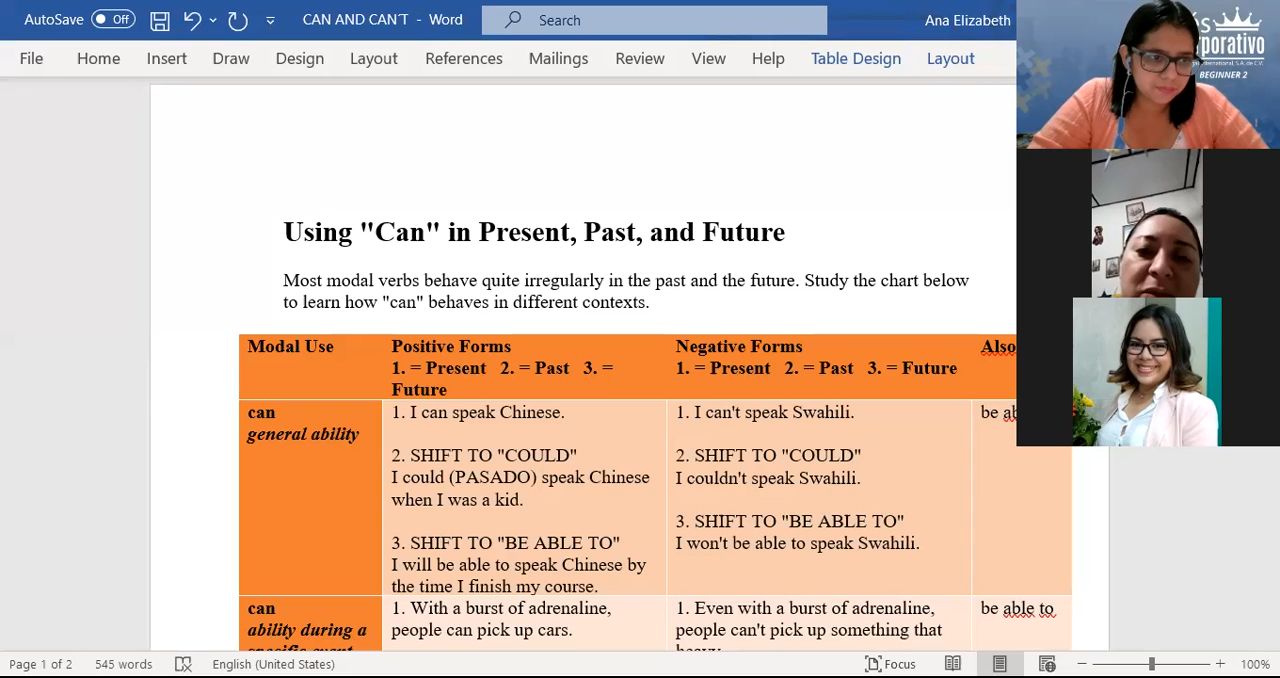 AutoSave Off CAN AND CAN'T - Word Search Ana Elizabeth
File Home Insert Draw Design Layout References Mailings Review View Help Table Design Layout
BEGINNER 2
Using "Can" in Present, Past, and Future
Most modal verbs behave quite irregularly in the past and the future. Study the chart below
to learn how "can" behaves in different contexts.
Modal Use
Positive Forms
1. = Present 2. = Past 3. =
Future
Negative Forms
1. = Present 2. = Past 3. = Future
Also
can
general ability
1. I can speak Chinese.
2. SHIFT TO "COULD"
I could (PASADO) speak Chinese
when I was a kid.
3. SHIFT TO "BE ABLE TO"
I will be able to speak Chinese by
the time I finish my course.
1. I can't speak Swahili.
2. SHIFT TO "COULD"
I couldn't speak Swahili.
3. SHIFT TO "BE ABLE TO"
I won't be able to speak Swahili.
be
can
ability during a
specific event
1. With a burst of adrenaline,
people can pick up cars.
1. Even with a burst of adrenaline,
people can't pick up something that
heavy.
be able to
Page 1 of 2 545 words English (United States) Focus 100%